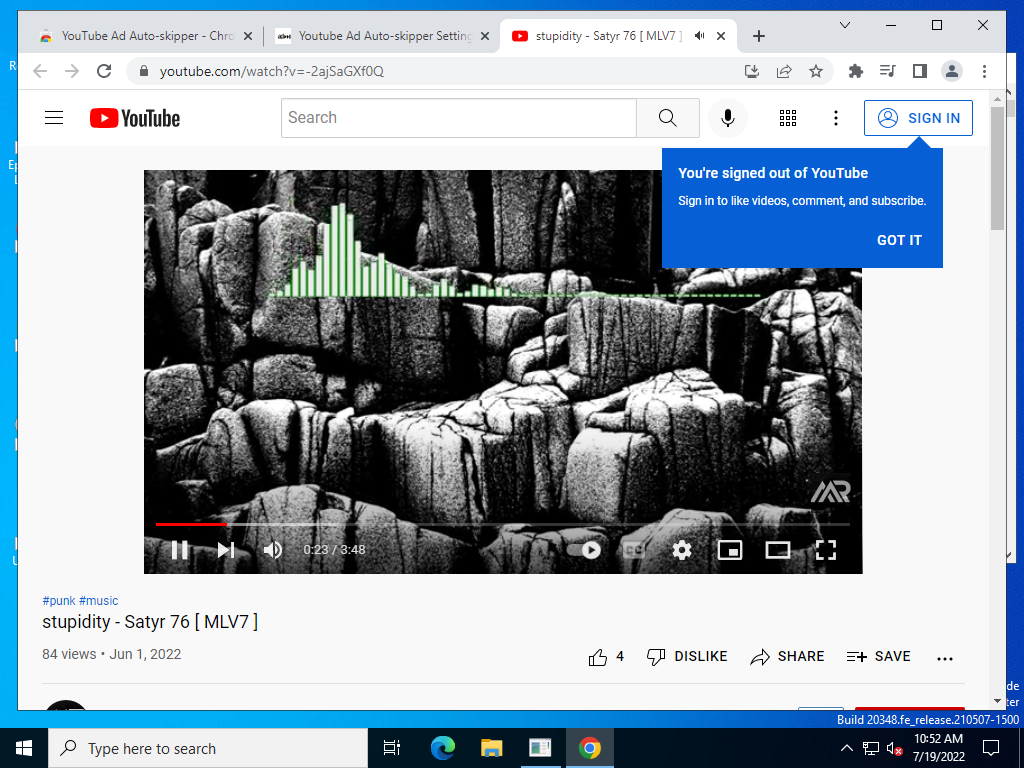 YouTube Ad Auto-skipper - Chro
Youtube Ad Auto-skipper Setting
stupidity - Satyr 76 [ MLV7 ]
youtube.com/watch?v=-2ajSaGXf0Q
YouTube
Search
SIGN IN
You're signed out of YouTube
Sign in to like videos, comment, and subscribe.
GOT IT
MR
0:23 / 3:48
CC
#punk #music
stupidity - Satyr 76 [ MLV7 ]
84 views • Jun 1, 2022
4
DISLIKE
SHARE
SAVE
Build 20348.fe_release.210507-1500
Type here to search
10:52 AM
7/19/2022